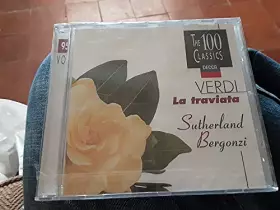 THE
100
CLASSICS
DECCA
VERDI
La traviata
Sutherland
Bergonzi